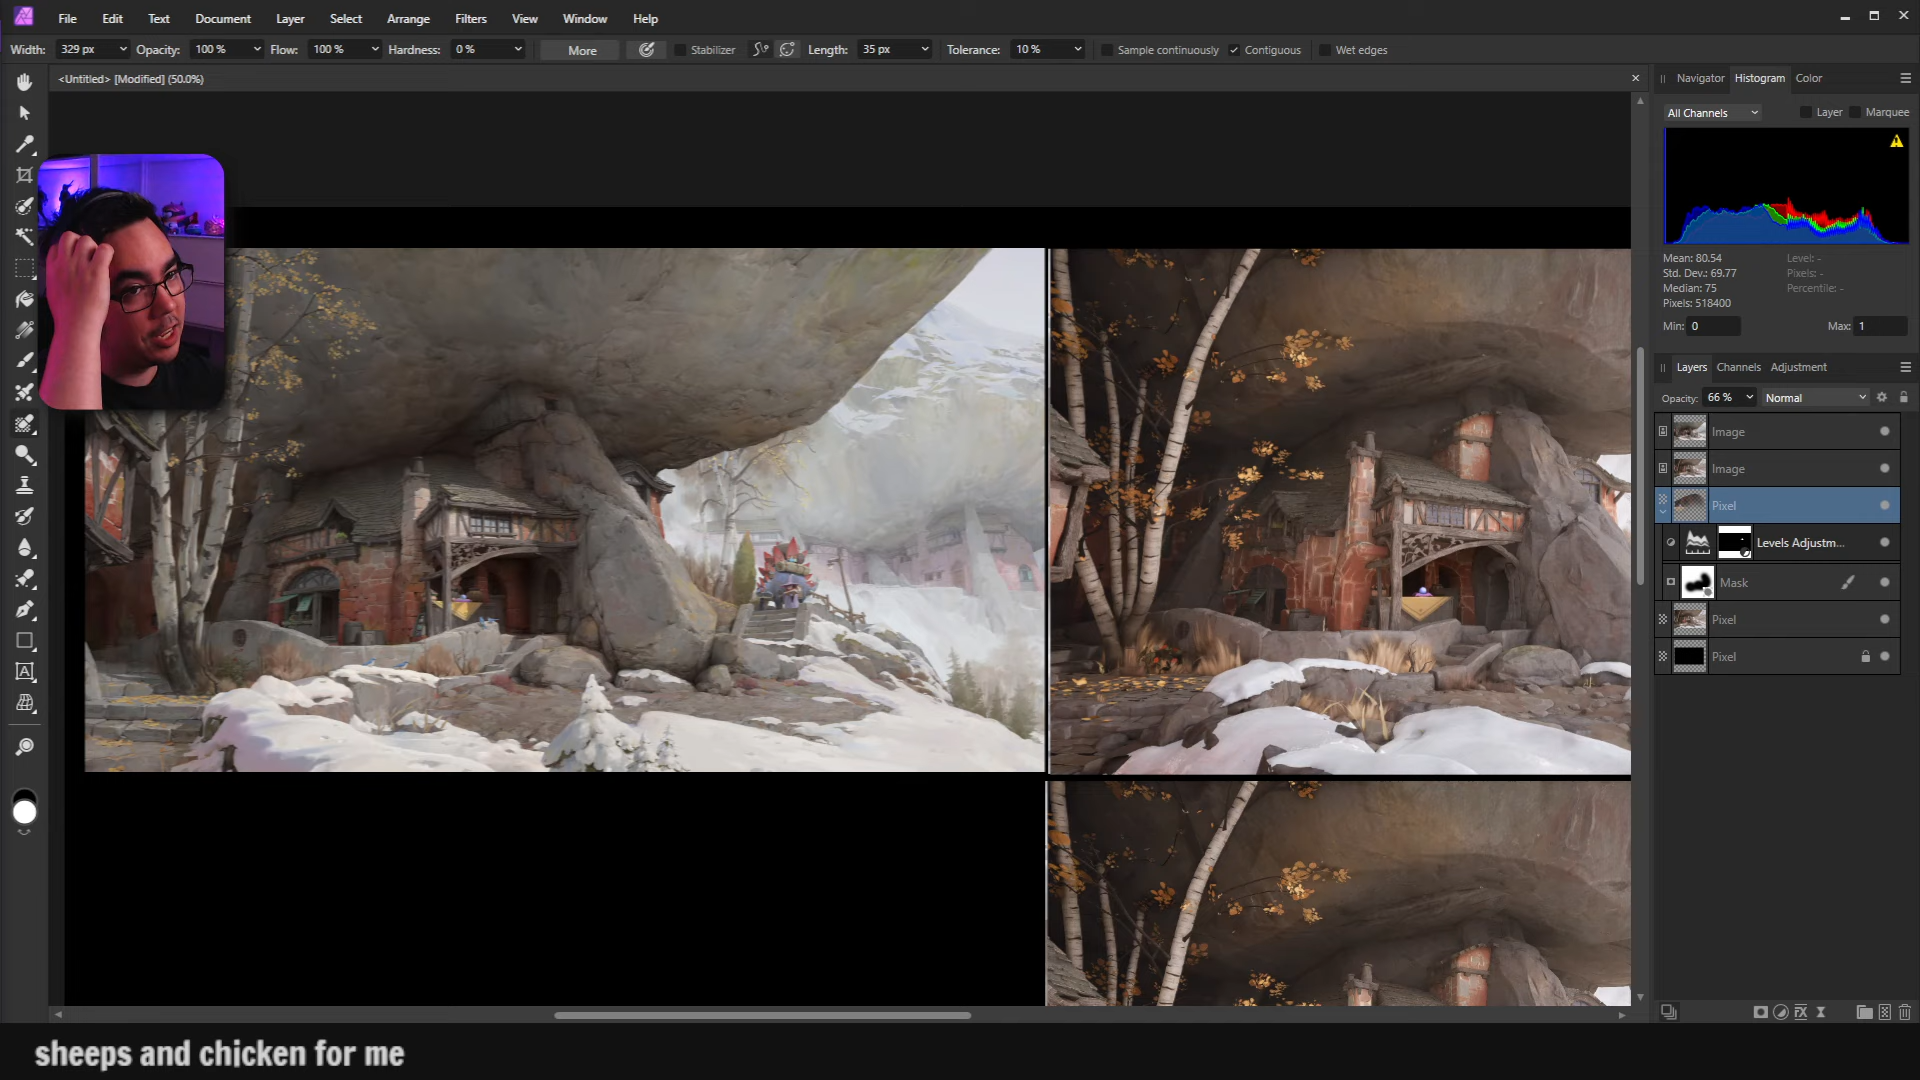 File Edit Text Document Layer Select Arrange Filters View Window Help
Width: 329 px Opacity: 100 % Flow: 100 % Hardness: 0 % More Stabilizer Length: 35 px Tolerance: 10 % Sample continuously Contiguous Wet edges
<Untitled> [Modified] (50.0%)
Navigator Histogram Color
All Channels Layer Marquee
Mean: 80.54 Level: -
Std. Dev.: 69.77 Pixels: -
Median: 75 Percentile: -
Pixels: 518400
Min: 0 Max: 1
Layers Channels Adjustment
Opacity: 66 % Normal
Image
Image
Pixel
Levels Adjustm...
Mask
Pixel
Pixel
sheeps and chicken for me